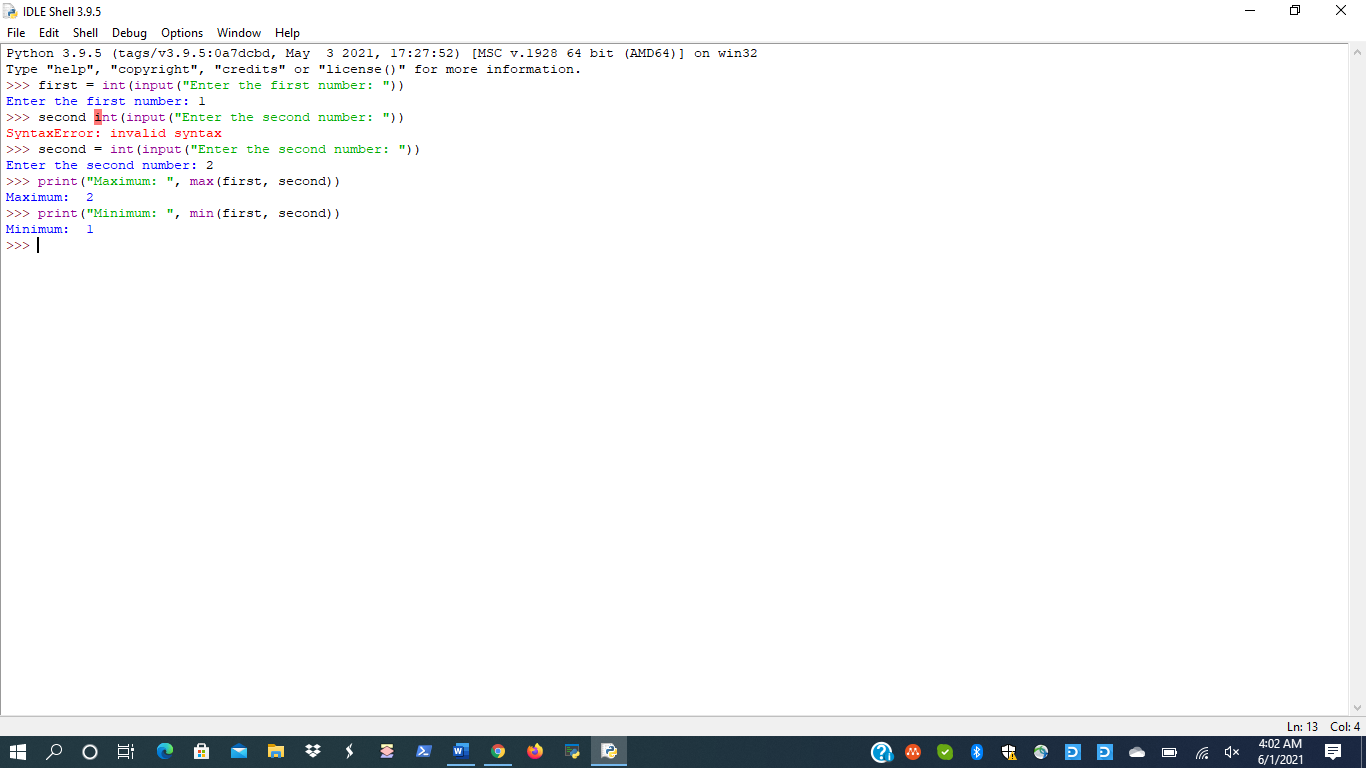 IDLE Shell 3.9.5
File Edit Shell Debug Options Window Help
Python 3.9.5 (tags/v3.9.5:0a7dcbd, May  3 2021, 17:27:52) [MSC v.1928 64 bit (AMD64)] on win32
Type "help", "copyright", "credits" or "license()" for more information.
>>> first = int(input("Enter the first number: "))
Enter the first number: 1
>>> second int(input("Enter the second number: "))
SyntaxError: invalid syntax
>>> second = int(input("Enter the second number: "))
Enter the second number: 2
>>> print("Maximum: ", max(first, second))
Maximum:  2
>>> print("Minimum: ", min(first, second))
Minimum:  1
>>>
Ln: 13 Col: 4
4:02 AM
6/1/2021